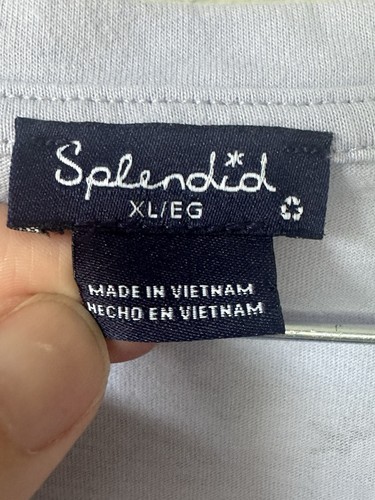 Splendid
XL/EG
MADE IN VIETNAM
HECHO EN VIETNAM